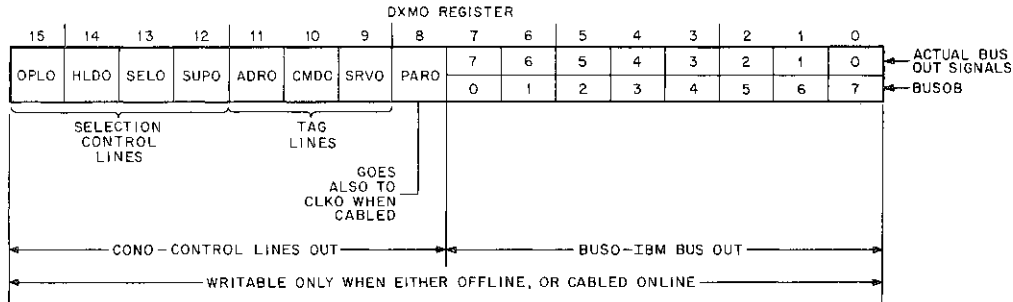 DXMO REGISTER
15 14 13 12 11 10 9 8 7 6 5 4 3 2 1 0
OPLO HLDO SELO SUPO ADRO CMDC SRVO PARO
7 6 5 4 3 2 1 0
ACTUAL BUS
OUT SIGNALS
0 1 2 3 4 5 6 7
BUSOB
SELECTION
CONTROL
LINES
TAG
LINES
GOES
ALSO TO
CLKO WHEN
CABLED
CONO-CONTROL LINES OUT
BUSO-IBM BUS OUT
WRITABLE ONLY WHEN EITHER OFFLINE, OR CABLED ONLINE